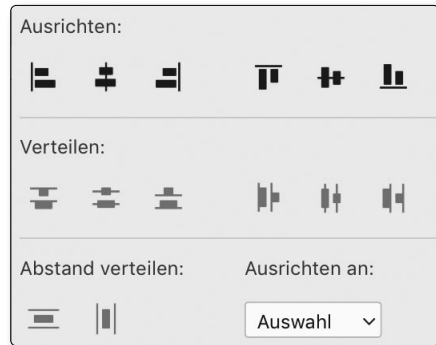 Ausrichten:
Verteilen:
Abstand verteilen:
Ausrichten an:
Auswahl